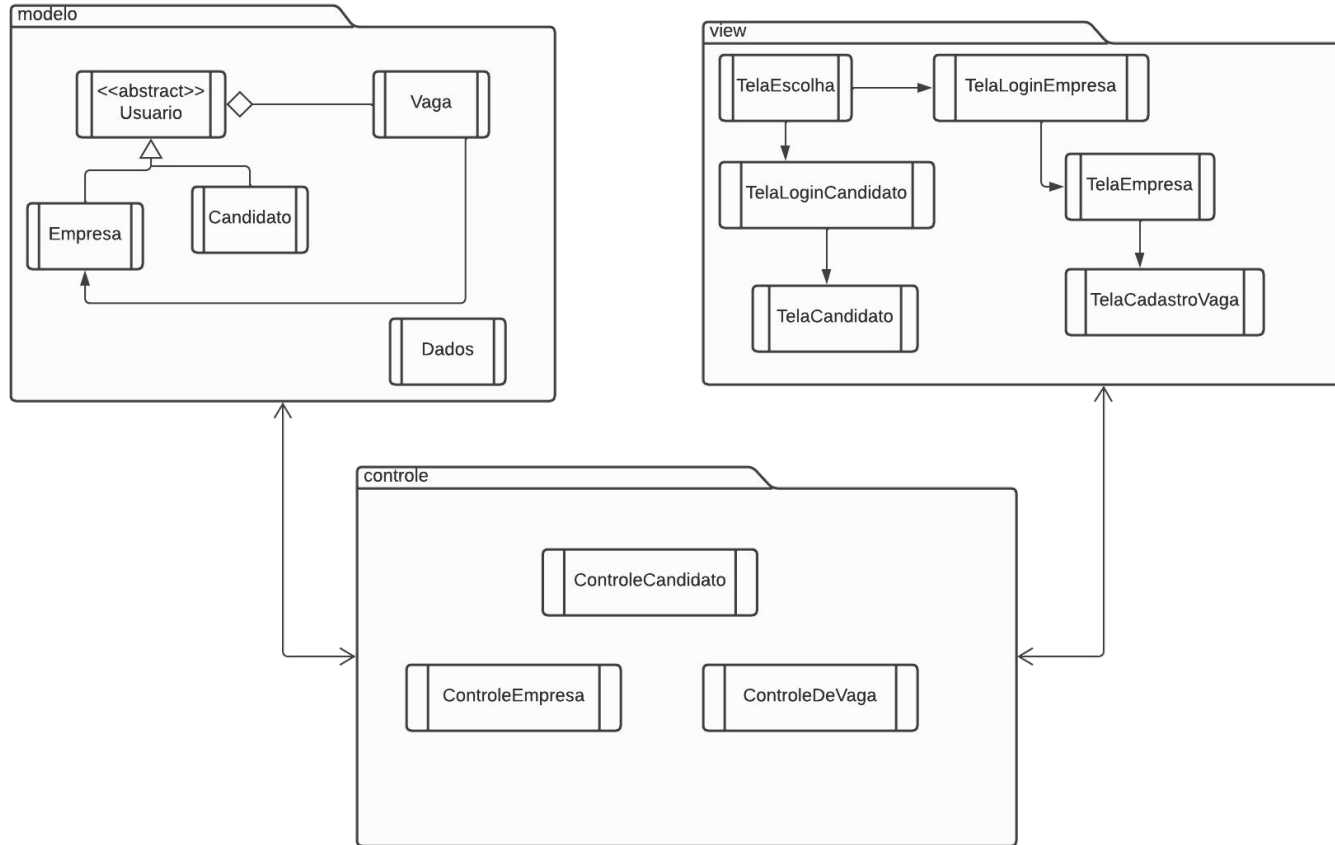 modelo
<<abstract>>
Usuario
Vaga
Empresa
Candidato
Dados
view
TelaEscolha
TelaLoginEmpresa
TelaLoginCandidato
TelaEmpresa
TelaCandidato
TelaCadastroVaga
controle
ControleCandidato
ControleEmpresa
ControleDeVaga